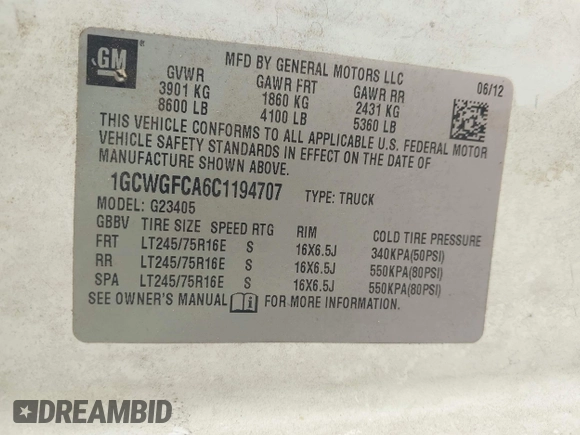 GM
MFD BY GENERAL MOTORS LLC
06/12
GVWR GAWR FRT GAWR RR
3901 KG 1860 KG 2431 KG
8600 LB 4100 LB 5360 LB
THIS VEHICLE CONFORMS TO ALL APPLICABLE U.S. FEDERAL MOTOR
VEHICLE SAFETY STANDARDS IN EFFECT ON THE DATE OF
MANUFACTURE SHOWN ABOVE.
1GCWGFCA6C1194707 TYPE: TRUCK
MODEL: G23405
GBBV TIRE SIZE SPEED RTG RIM COLD TIRE PRESSURE
FRT LT245/75R16E S 16X6.5J 340KPA(50PSI)
RR LT245/75R16E S 16X6.5J 550KPA(80PSI)
SPA LT245/75R16E S 16X6.5J 550KPA(80PSI)
SEE OWNER'S MANUAL FOR MORE INFORMATION.
DREAMBID